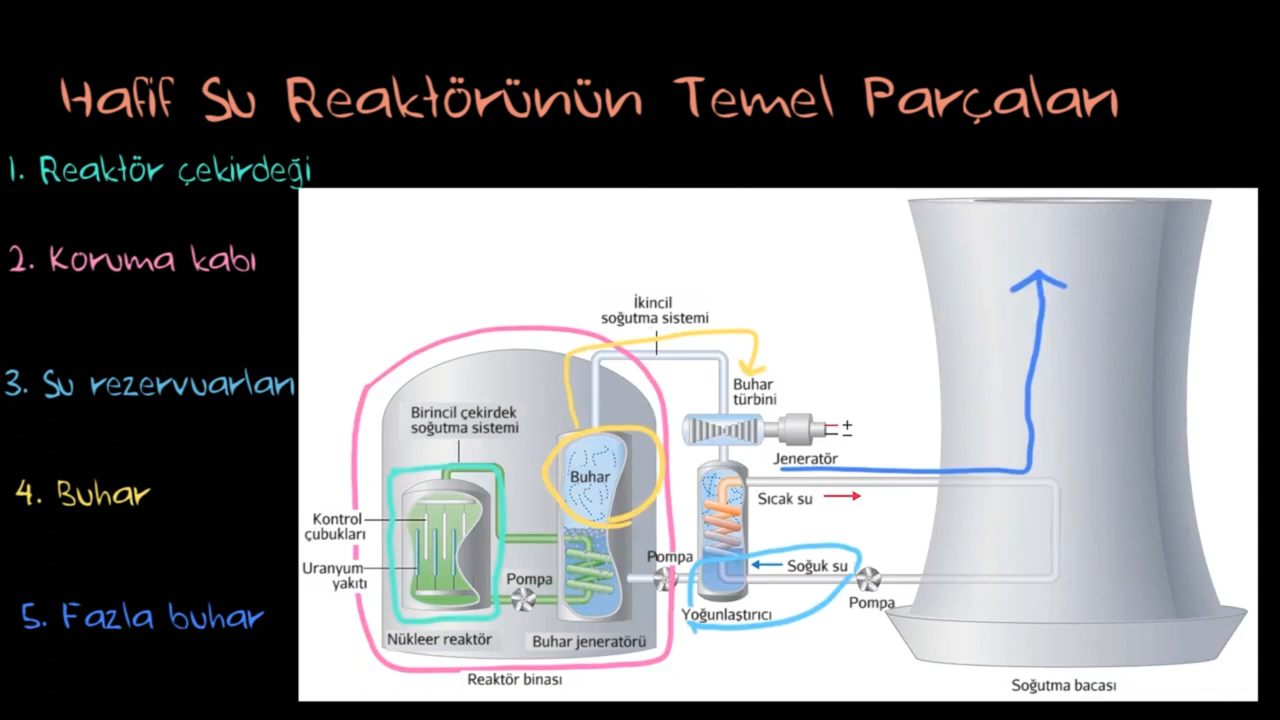 Hafif Su Reaktörünün Temel Parçaları
1. Reaktör çekirdeği
2. Koruma kabı
3. Su rezervuarları
4. Buhar
5. Fazla buhar
İkincil
soğutma sistemi
Buhar
türbini
Birincil çekirdek
soğutma sistemi
+
−
Jeneratör
Buhar
Sıcak su
Kontrol
çubukları
Uranyum
yakıtı
Pompa
Pompa
Soğuk su
Pompa
Yoğunlaştırıcı
Nükleer reaktör
Buhar jeneratörü
Reaktör binası
Soğutma bacası